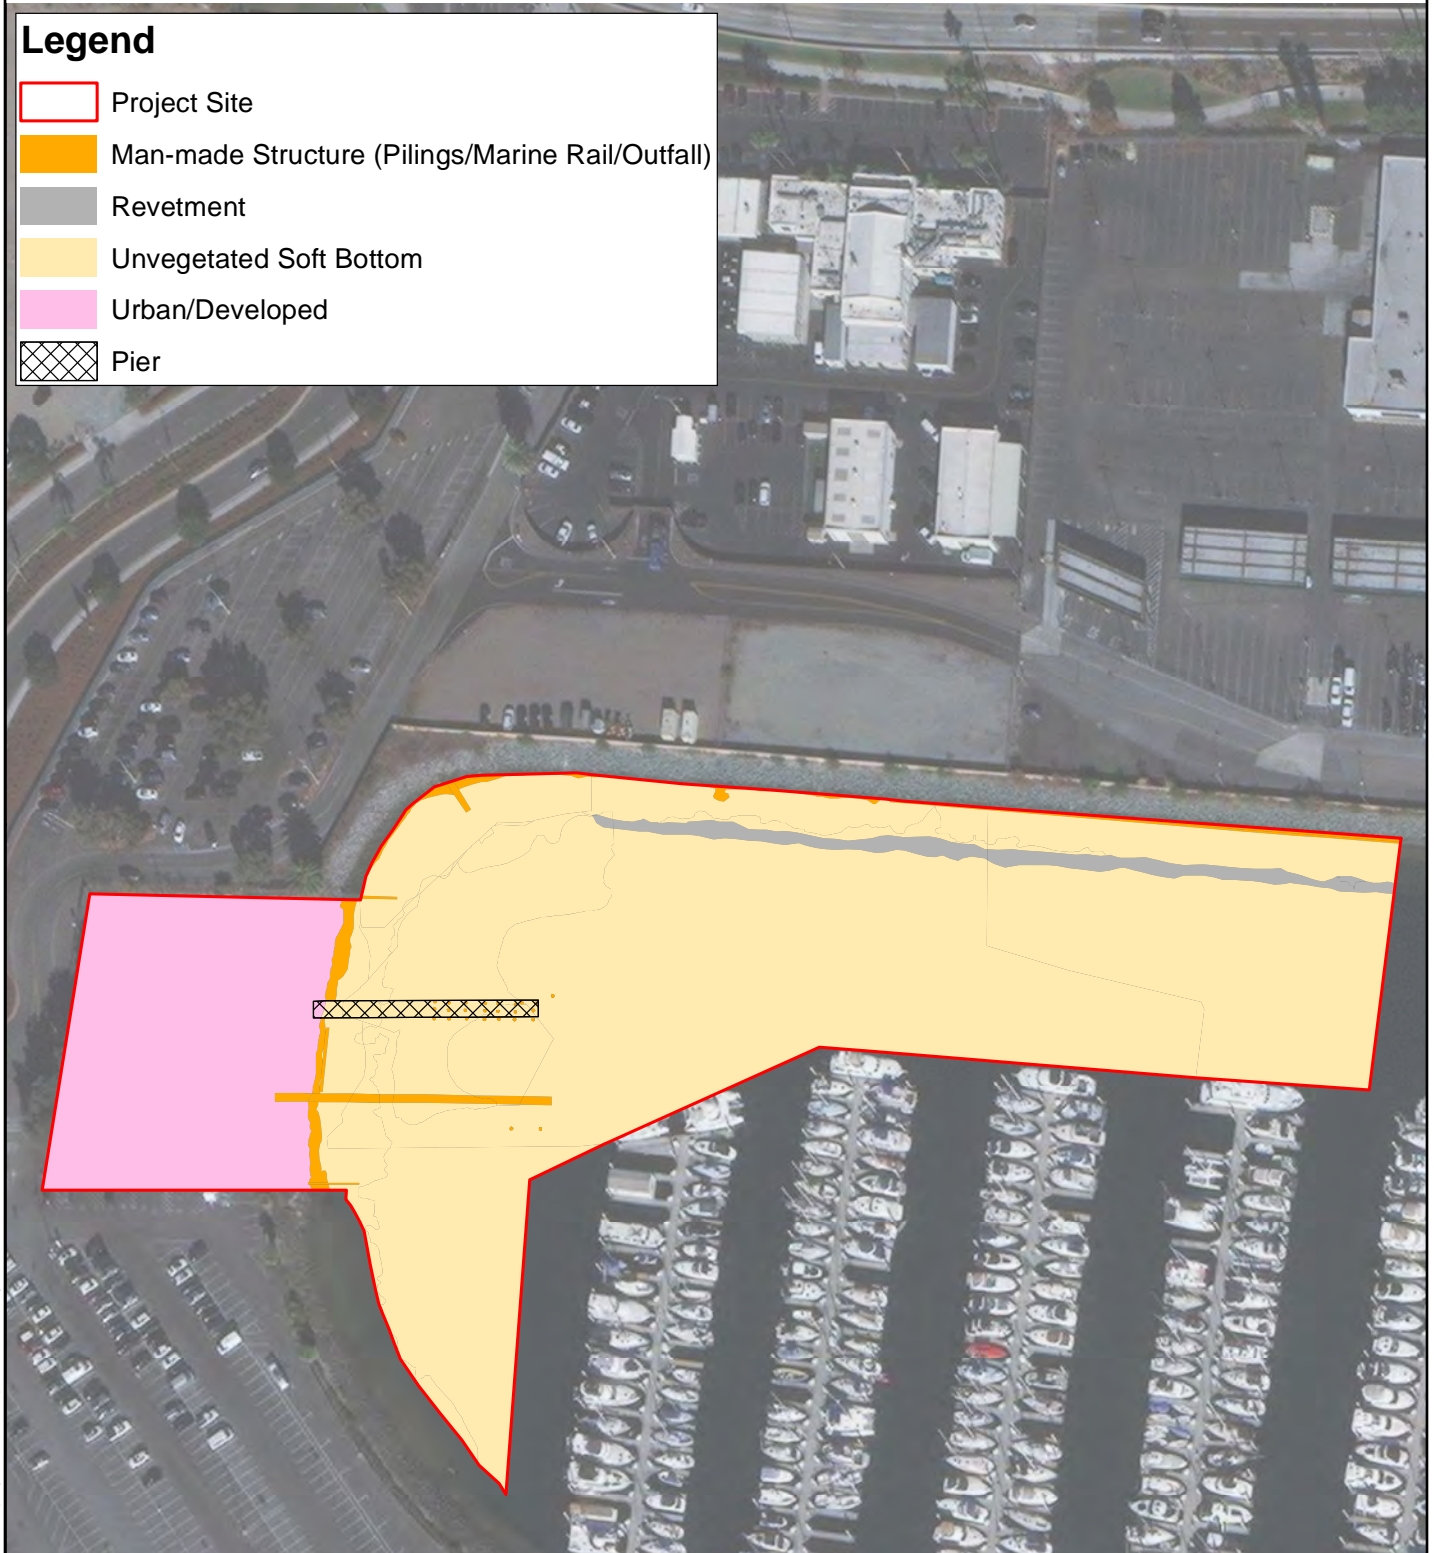 Legend
Project Site
Man-made Structure (Pilings/Marine Rail/Outfall)
Revetment
Unvegetated Soft Bottom
Urban/Developed
Pier